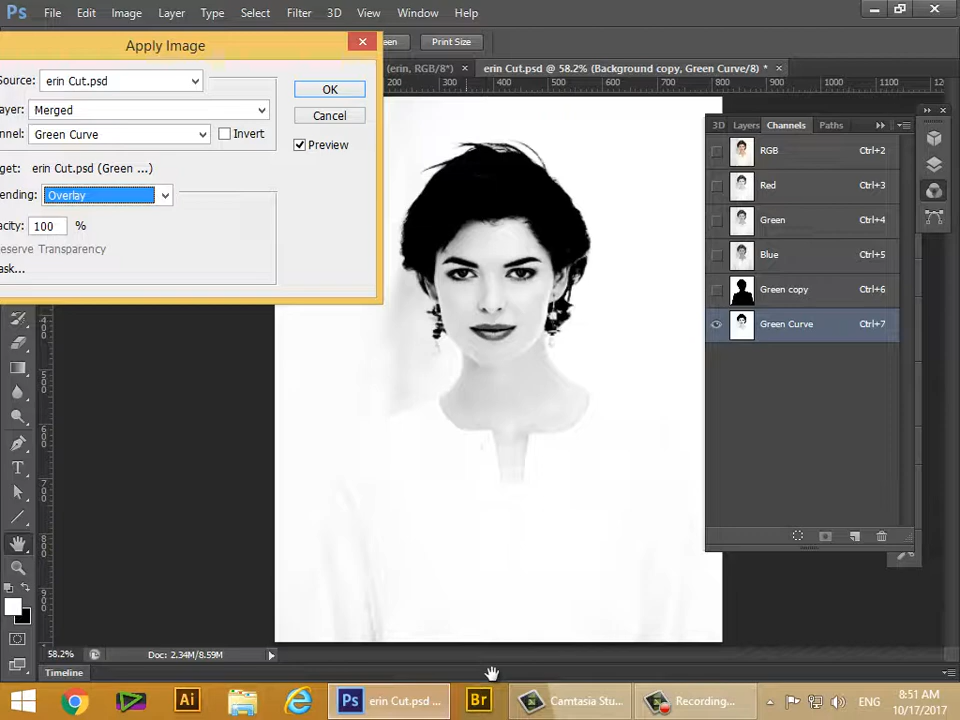 Ps File Edit Image Layer Type Select Filter 3D View Window Help
Apply Image
een Print Size
(erin, RGB/8*) × erin Cut.psd @ 58.2% (Background copy, Green Curve/8) * ×
200 300 400 500 600 700 800 900 1000 1100 120
Source: erin Cut.psd
OK
ayer: Merged
Cancel
nnel: Green Curve Invert
Preview
get: erin Cut.psd (Green ...)
ending: Overlay
acity: 100 %
eserve Transparency
ask...
3D Layers Channels Paths
RGB Ctrl+2
Red Ctrl+3
Green Ctrl+4
Blue Ctrl+5
Green copy Ctrl+6
Green Curve Ctrl+7
58.2% Doc: 2.34M/8.59M
Timeline
Ai Ps erin Cut.psd ... Br Camtasia Stu... Recording... ENG 8:51 AM
10/17/2017